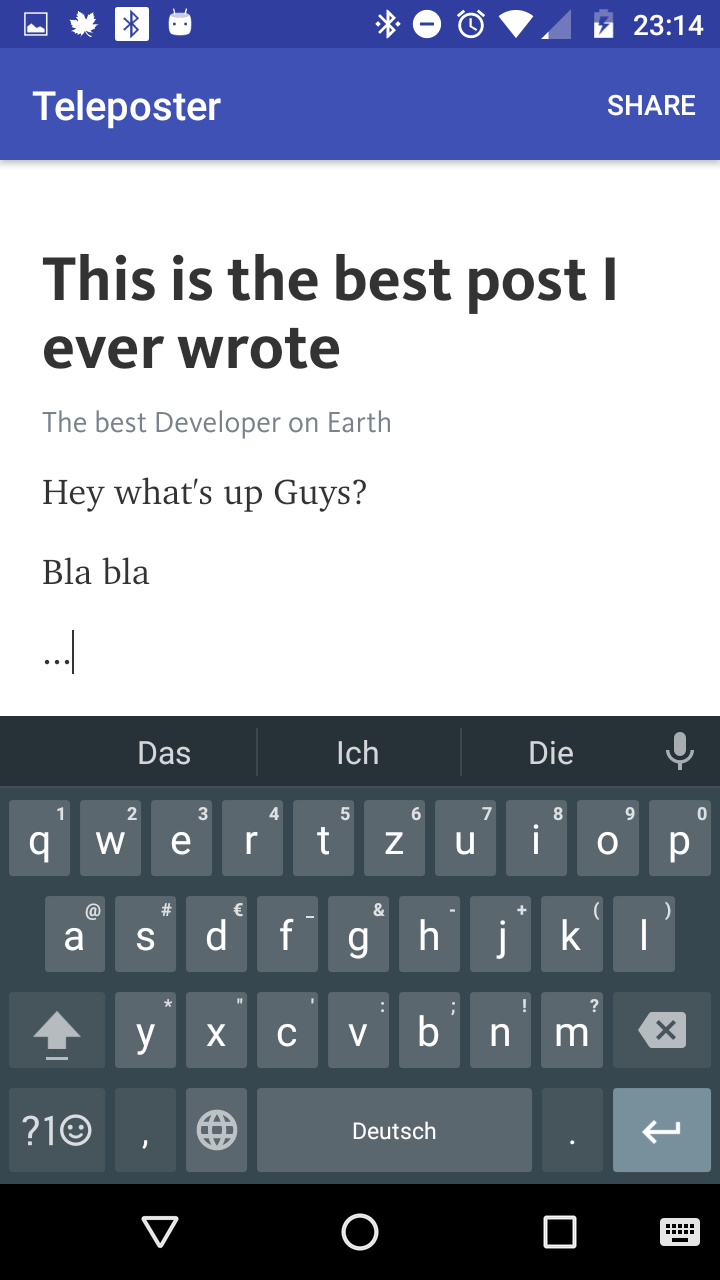 23:14
Teleposter SHARE
This is the best post I
ever wrote
The best Developer on Earth
Hey what's up Guys?
Bla bla
...
Das Ich Die
1 2 3 4 5 6 7 8 9 0
q w e r t z u i o p
@ # € _ & - + ( )
a s d f g h j k l
* " ' : ; ! ?
y x c v b n m
?1☺ , Deutsch .